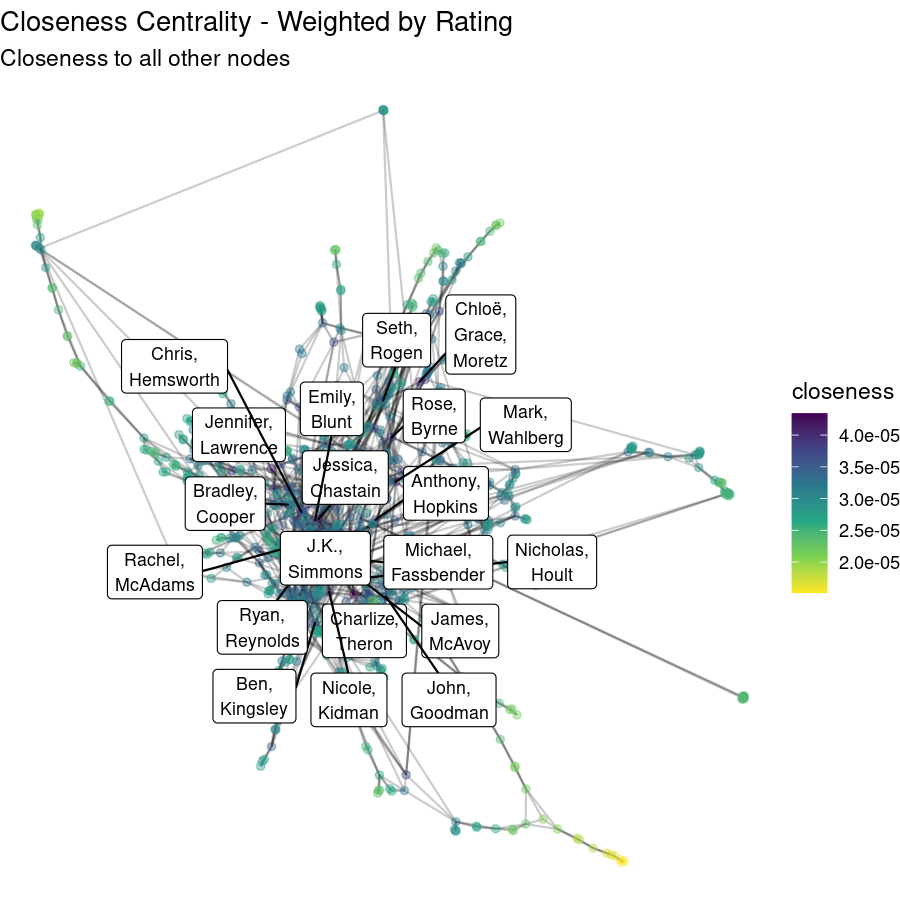 Closeness Centrality - Weighted by Rating
Closeness to all other nodes
Chloë,
Grace,
Moretz
Seth,
Rogen
Chris,
Hemsworth
Emily,
Blunt
Rose,
Byrne
Mark,
Wahlberg
Jennifer,
Lawrence
Jessica,
Chastain
Anthony,
Hopkins
Bradley,
Cooper
J.K.,
Simmons
Michael,
Fassbender
Nicholas,
Hoult
Rachel,
McAdams
Ryan,
Reynolds
Charlize,
Theron
James,
McAvoy
Ben,
Kingsley
Nicole,
Kidman
John,
Goodman
closeness
4.0e-05
3.5e-05
3.0e-05
2.5e-05
2.0e-05